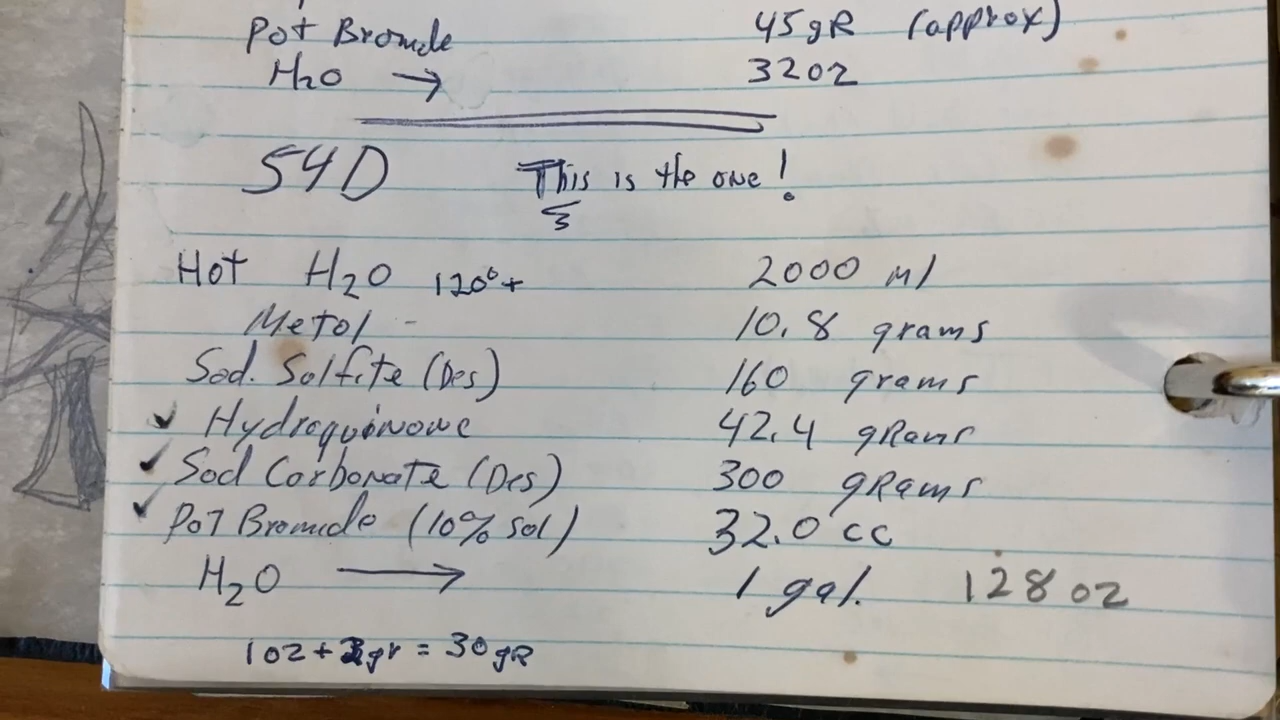 Pot Bromde 45gR (approx)
H2O → 32oz
54D This is the one!
Hot H2O 120°+ 2000 ml
Metol - 10.8 grams
Sod. Solfite (Des) 160 grams
✓ Hydroquinone 42.4 gRams
✓ Sod Carbonate (Des) 300 gRams
✓ POT Bromide (10% sol) 32.0 cc
H2O → 1 gal. 128 oz
1oz + 2gr = 30gR